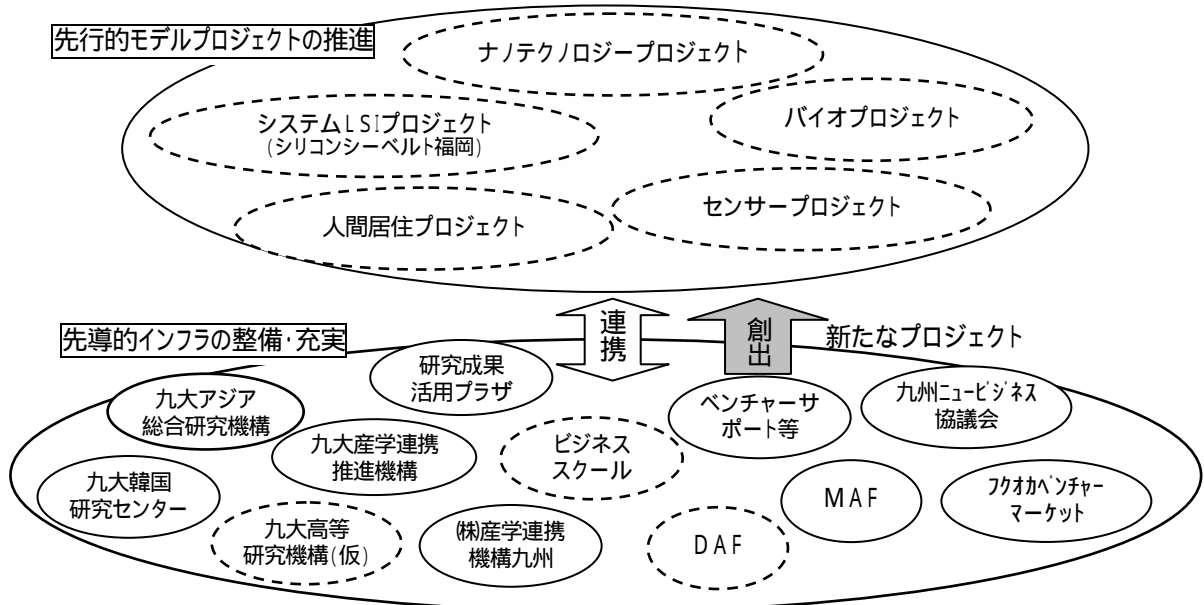 先行的モデルプロジェクトの推進
ナノテクノロジープロジェクト
システムLSIプロジェクト
(シリコンシーベルト福岡)
バイオプロジェクト
人間居住プロジェクト
センサープロジェクト
連携
創出
新たなプロジェクト
先導的インフラの整備・充実
研究成果
活用プラザ
九大アジア
総合研究機構
九大産学連携
推進機構
ビジネス
スクール
ベンチャーサ
ポート等
九州ニュービジネス
協議会
九大韓国
研究センター
九大高等
研究機構(仮)
㈱産学連携
機構九州
DAF
MAF
フクオカベンチャー
マーケット